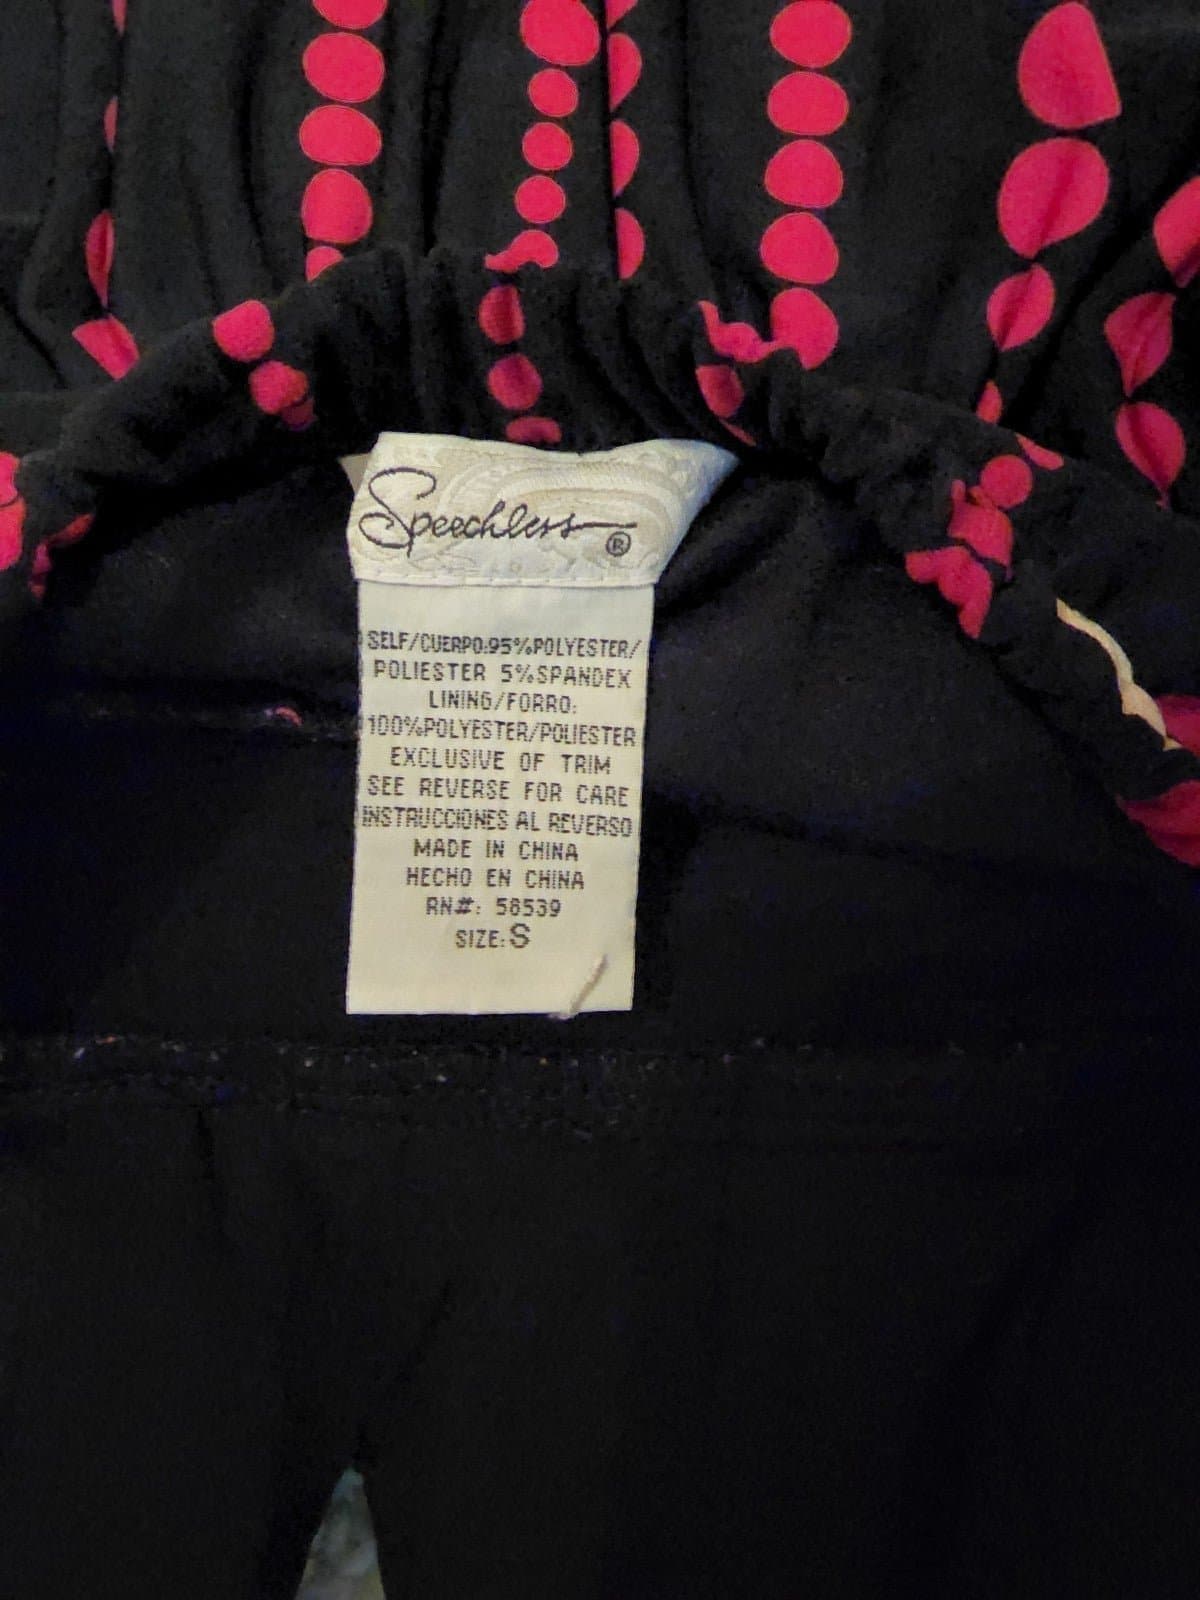 Speechless®
SELF/CUERPO:95%POLYESTER/
POLIESTER 5%SPANDEX
LINING/FORRO:
100%POLYESTER/POLIESTER
EXCLUSIVE OF TRIM
SEE REVERSE FOR CARE
INSTRUCCIONES AL REVERSO
MADE IN CHINA
HECHO EN CHINA
RN#: 58539
SIZE:S